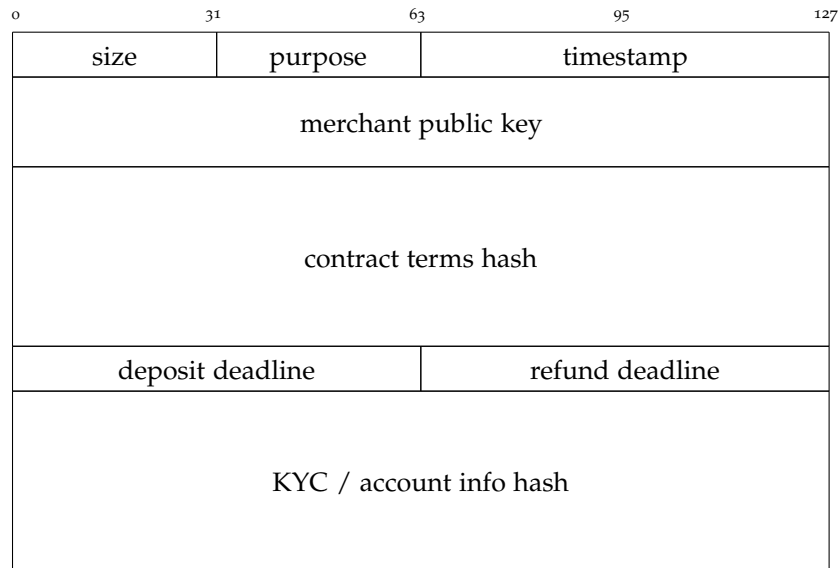 0 31 63 95 127
size purpose timestamp
merchant public key
contract terms hash
deposit deadline refund deadline
KYC / account info hash